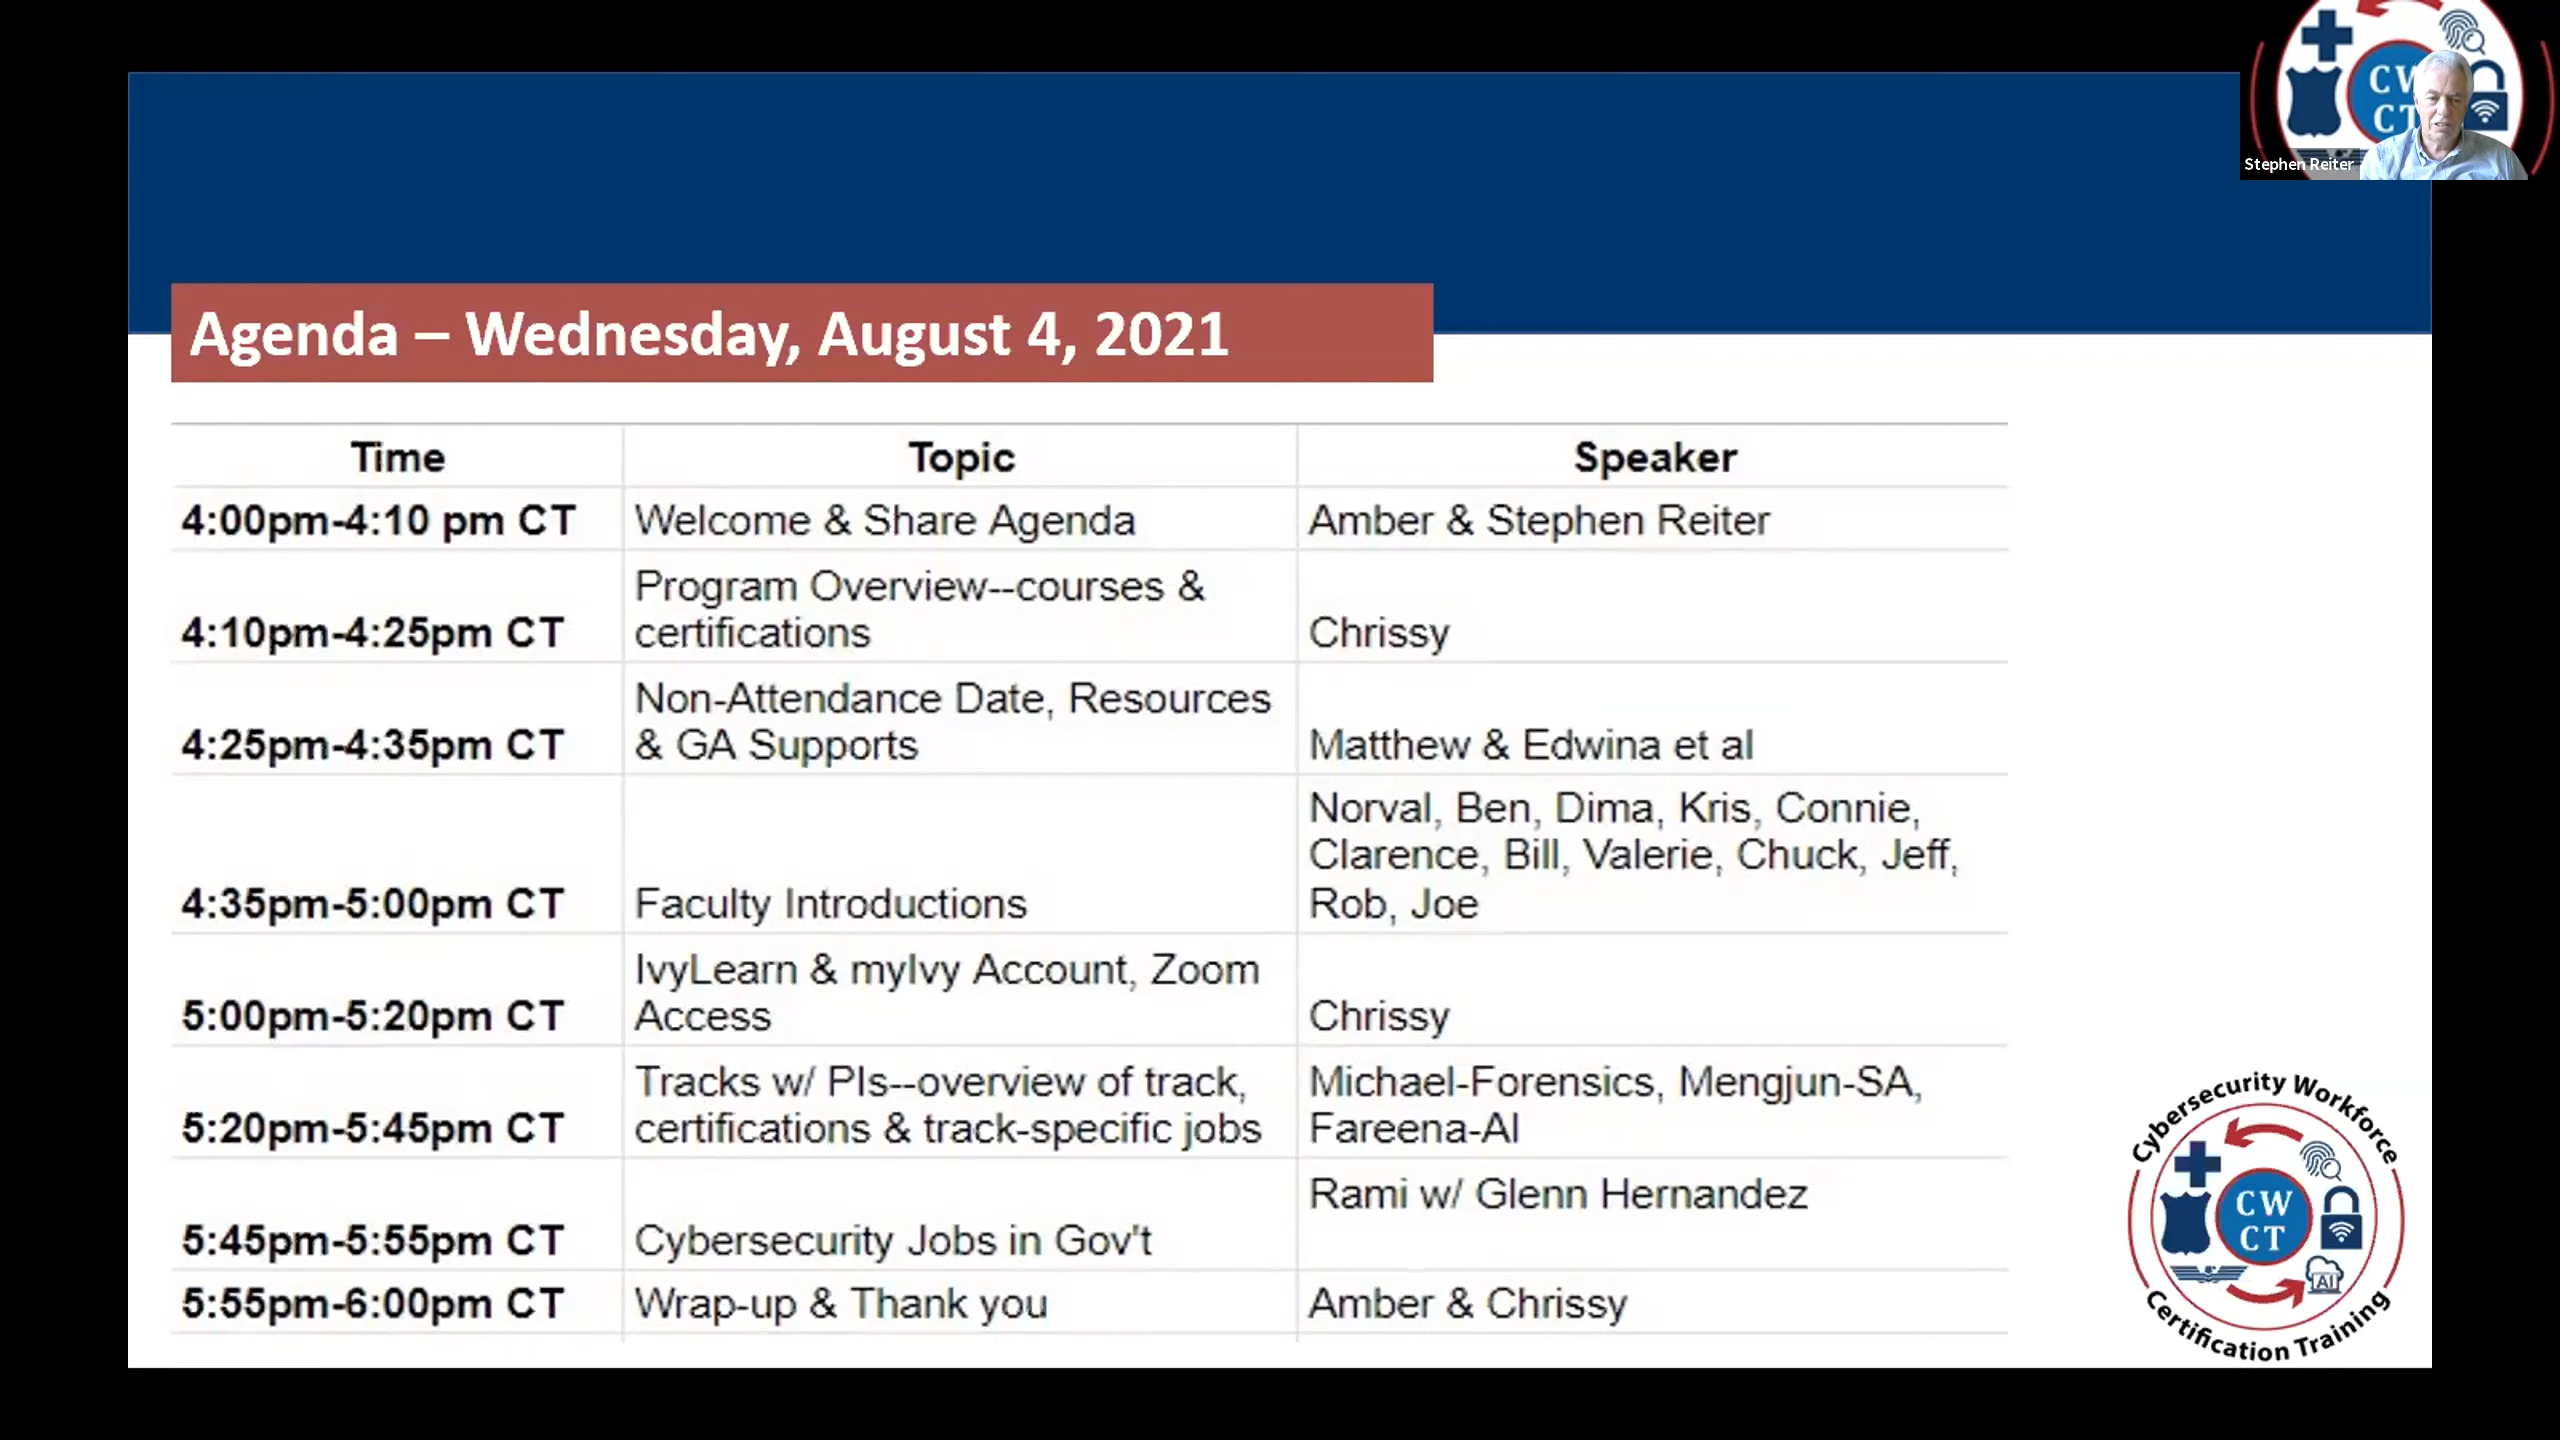 CW
CT
Stephen Reiter
Agenda – Wednesday, August 4, 2021
Time Topic Speaker
4:00pm-4:10 pm CT Welcome & Share Agenda Amber & Stephen Reiter
Program Overview--courses &
4:10pm-4:25pm CT certifications Chrissy
Non-Attendance Date, Resources
4:25pm-4:35pm CT & GA Supports Matthew & Edwina et al
Norval, Ben, Dima, Kris, Connie,
Clarence, Bill, Valerie, Chuck, Jeff,
4:35pm-5:00pm CT Faculty Introductions Rob, Joe
IvyLearn & myIvy Account, Zoom
5:00pm-5:20pm CT Access Chrissy
Tracks w/ PIs--overview of track, Michael-Forensics, Mengjun-SA,
5:20pm-5:45pm CT certifications & track-specific jobs Fareena-AI
Rami w/ Glenn Hernandez
5:45pm-5:55pm CT Cybersecurity Jobs in Gov't
5:55pm-6:00pm CT Wrap-up & Thank you Amber & Chrissy
Cybersecurity Workforce
CW
CT
AI
Certification Training